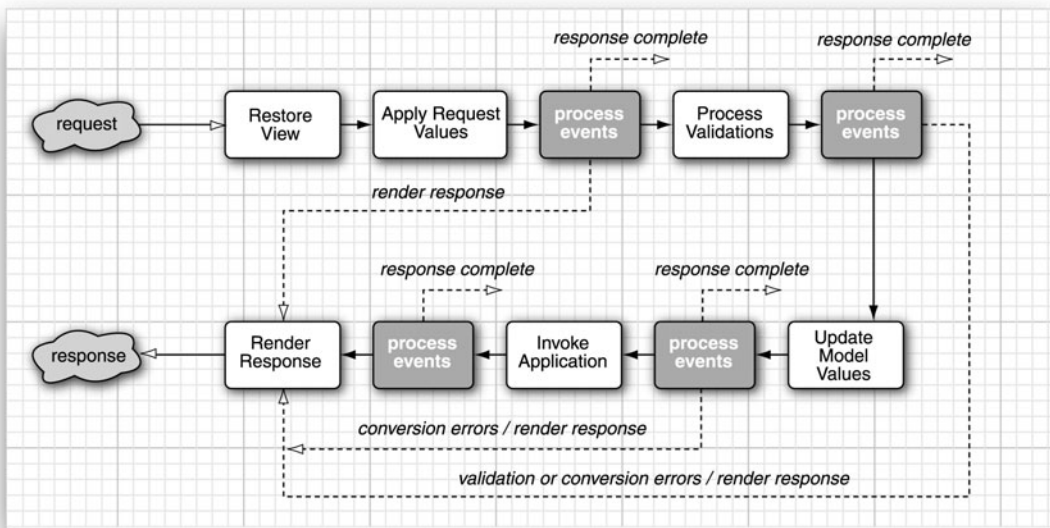 response complete
response complete
request
Restore
View
Apply Request
Values
process
events
Process
Validations
process
events
render response
response complete
response complete
response
Render
Response
process
events
Invoke
Application
process
events
Update
Model
Values
conversion errors / render response
validation or conversion errors / render response